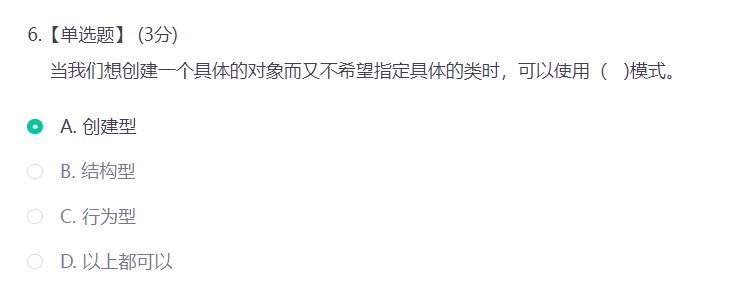 6.【单选题】 (3分)
当我们想创建一个具体的对象而又不希望指定具体的类时，可以使用（ )模式。
A. 创建型
B. 结构型
C. 行为型
D. 以上都可以